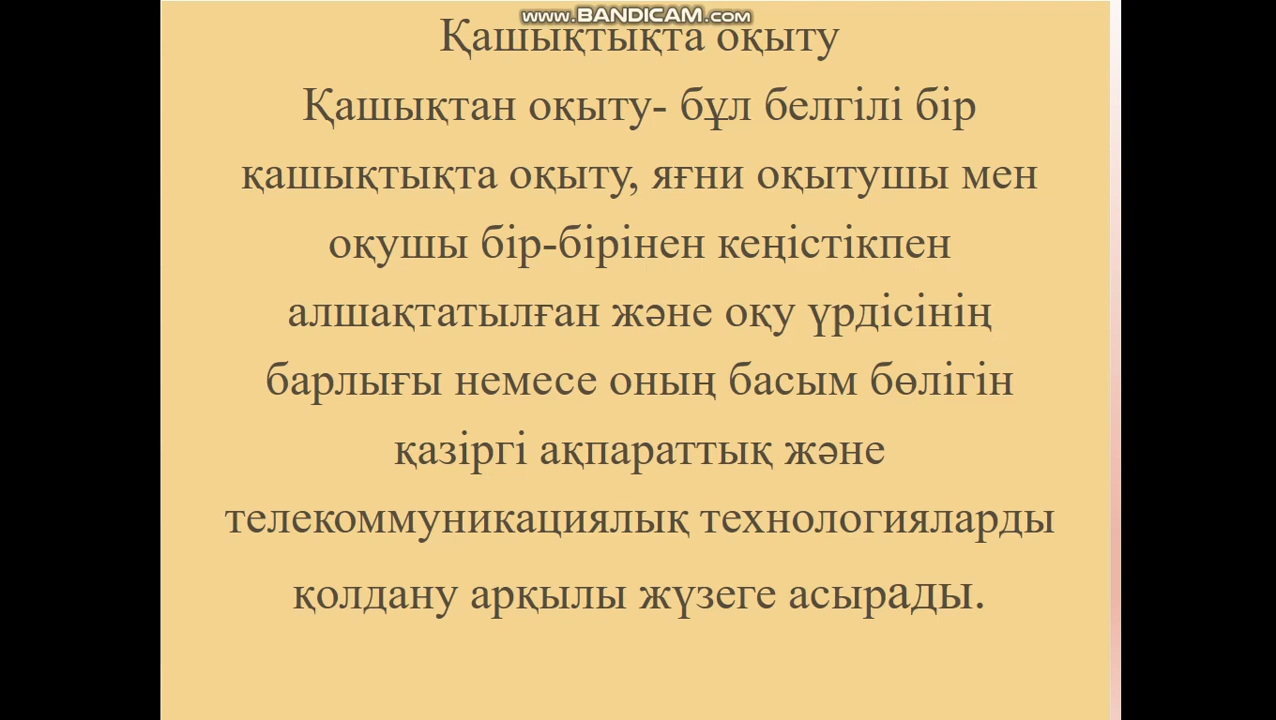 www.BANDICAM.com
Қашықтықта оқыту
Қашықтан оқыту- бұл белгілі бір
қашықтықта оқыту, яғни оқытушы мен
оқушы бір-бірінен кеңістікпен
алшақтатылған және оқу үрдісінің
барлығы немесе оның басым бөлігін
қазіргі ақпараттық және
телекоммуникациялық технологияларды
қолдану арқылы жүзеге асырады.